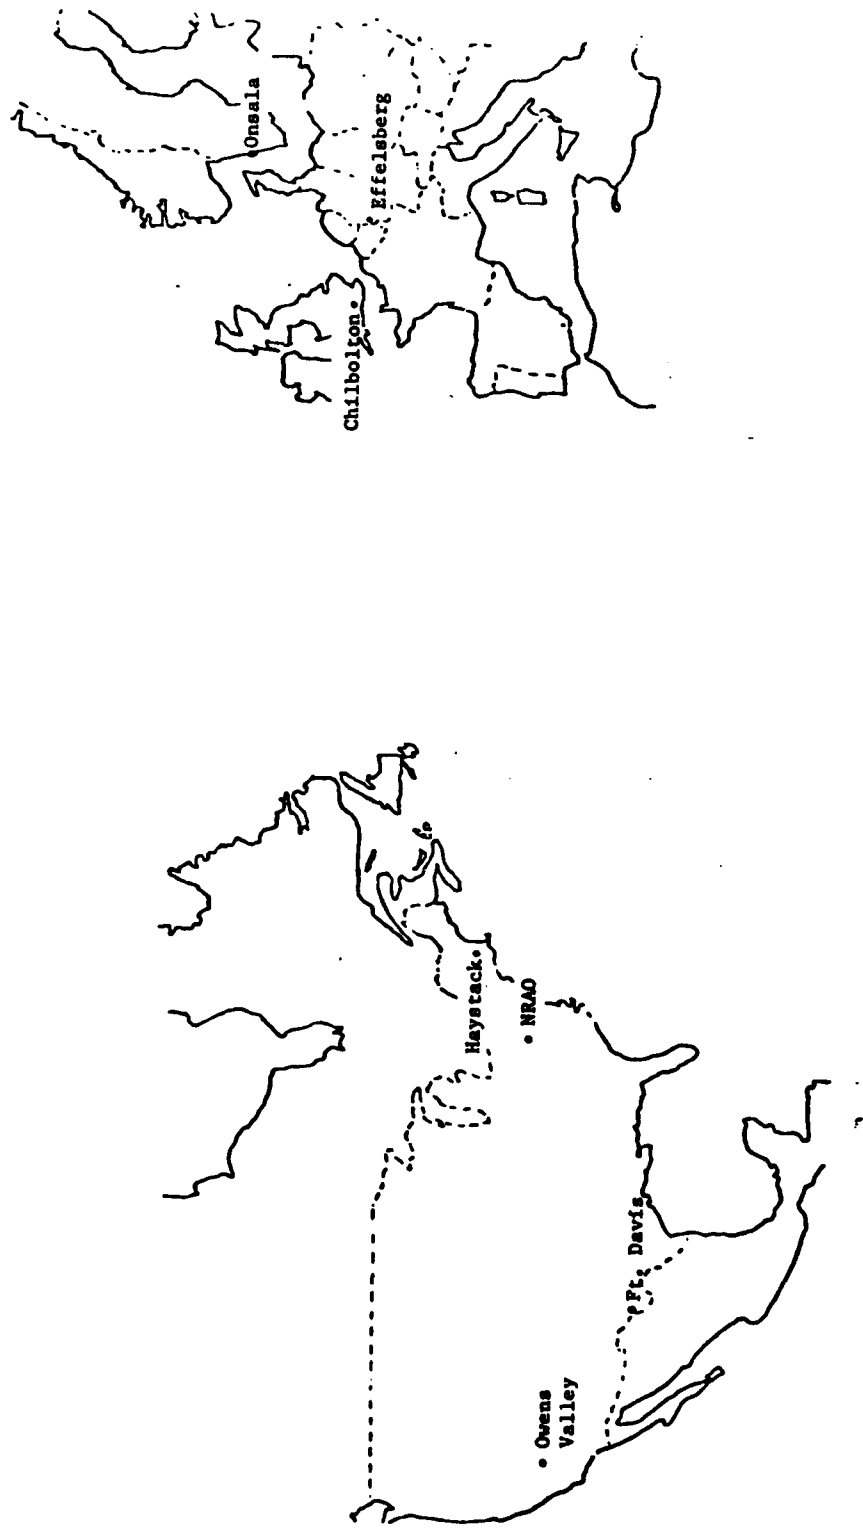 Onsala
Effelsberg
Chilbolton
Haystack
NRAO
Ft. Davis
Owens
Valley